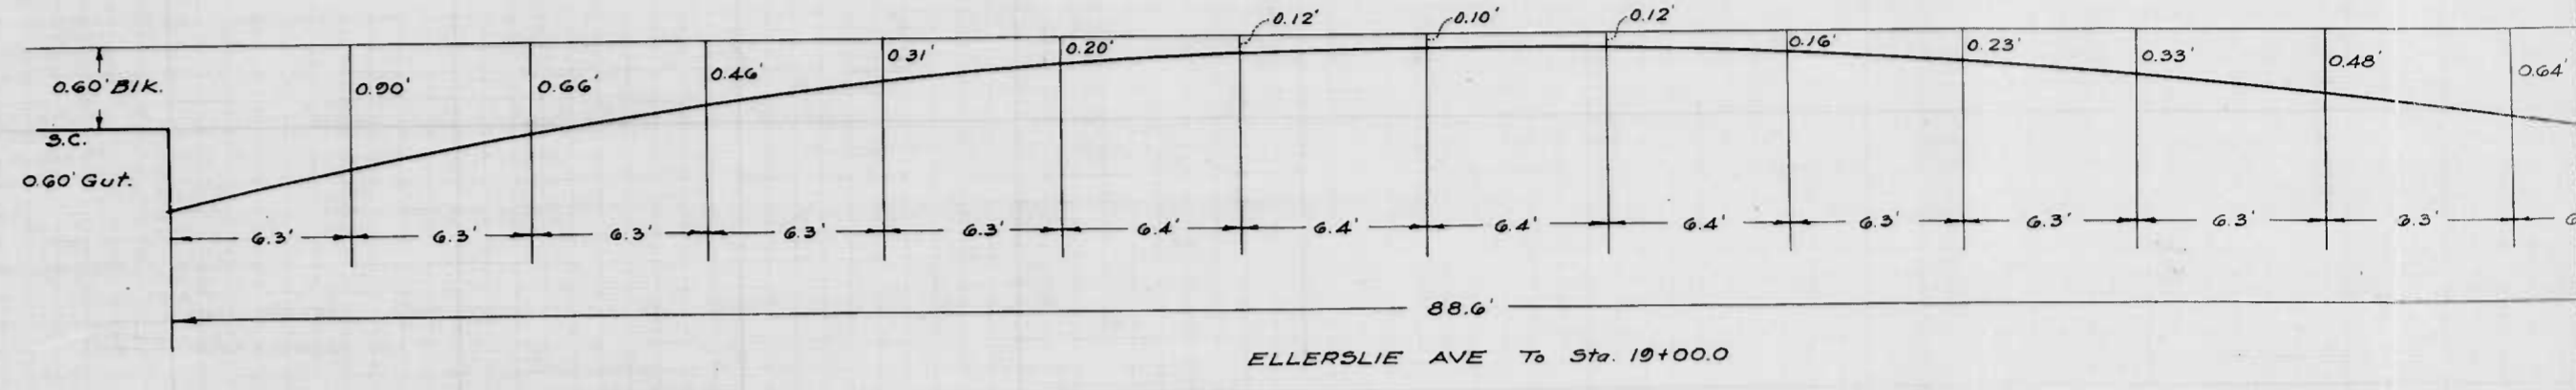 0.12' 0.10' 0.12'
0.60' Blk. 0.90' 0.66' 0.46' 0.31' 0.20' 0.16' 0.23' 0.33' 0.48' 0.64'
S.C.
0.60' Gut.
6.3' 6.3' 6.3' 6.3' 6.3' 6.4' 6.4' 6.4' 6.4' 6.3' 6.3' 6.3' 6.3'
88.6'
ELLERSLIE AVE To Sta. 19+00.0